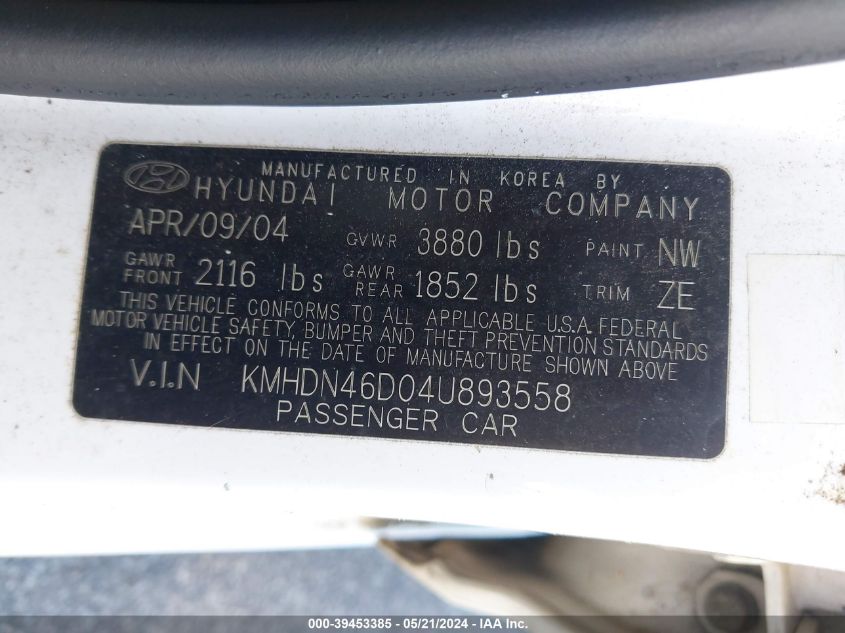 MANUFACTURED IN KOREA BY
HYUNDAI MOTOR COMPANY
APR/09/04 GVWR 3880 lbs PAINT NW
GAWR FRONT 2116 lbs GAWR REAR 1852 lbs TRIM ZE
THIS VEHICLE CONFORMS TO ALL APPLICABLE U.S.A. FEDERAL
MOTOR VEHICLE SAFETY, BUMPER AND THEFT PREVENTION STANDARDS
IN EFFECT ON THE DATE OF MANUFACTURE SHOWN ABOVE
V.I.N KMHDN46D04U893558
PASSENGER CAR
000-39453385 - 05/21/2024 - IAA Inc.